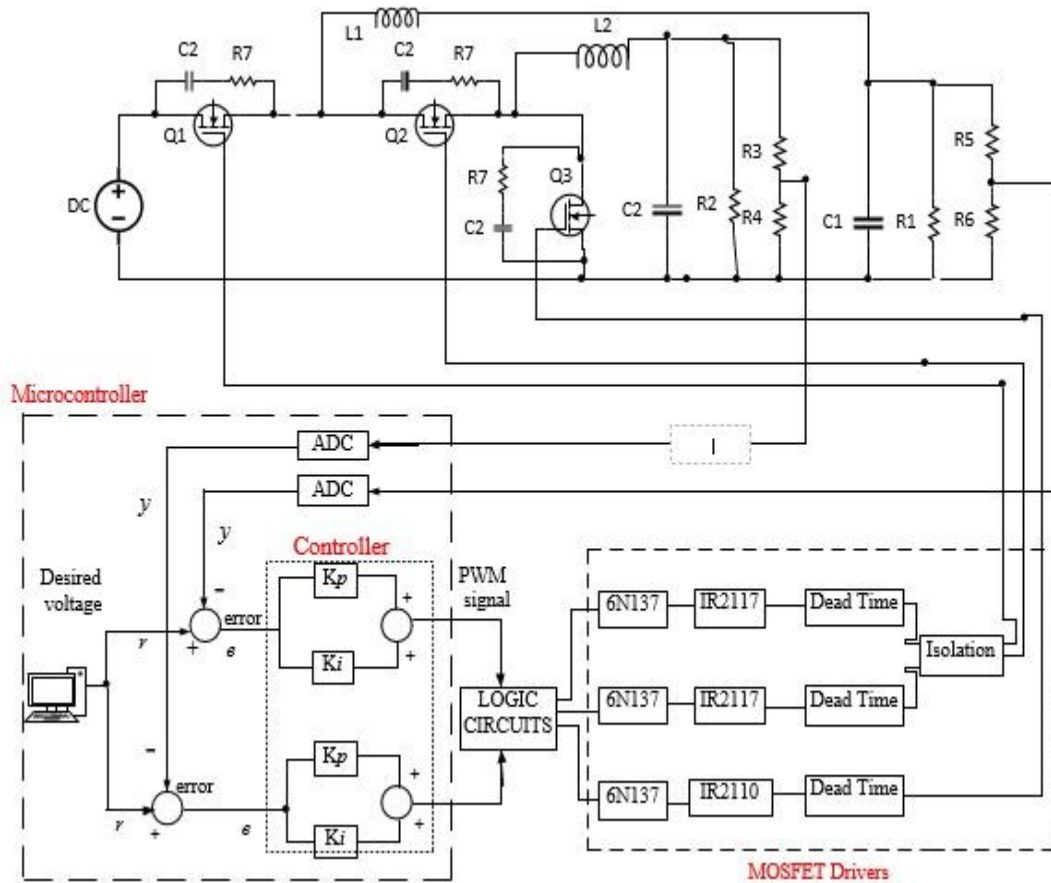 L1
L2
C2
R7
C2
R7
Q1
Q2
DC
R7
Q3
C2
C2
R2
R3
R4
C1
R1
R5
R6
Microcontroller
ADC
I
ADC
y
y
Controller
Desired
voltage
PWM
signal
Kp
Ki
error
e
r
LOGIC
CIRCUITS
6N137
IR2117
Dead Time
Isolation
6N137
IR2117
Dead Time
6N137
IR2110
Dead Time
Kp
Ki
error
e
r
MOSFET Drivers